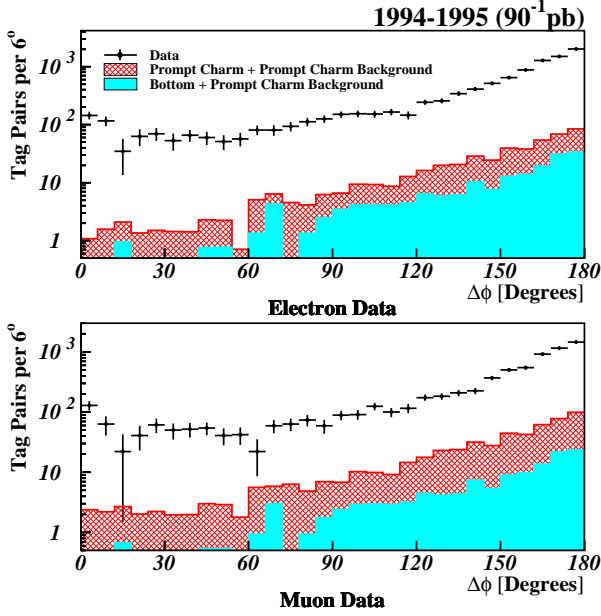 1994-1995 (90⁻¹pb)
Tag Pairs per 6°
10³
10²
10
1
Data
Prompt Charm + Prompt Charm Background
Bottom + Prompt Charm Background
0 30 60 90 120 150 180
Δϕ [Degrees]
Electron Data
Tag Pairs per 6°
10³
10²
10
1
0 30 60 90 120 150 180
Δϕ [Degrees]
Muon Data